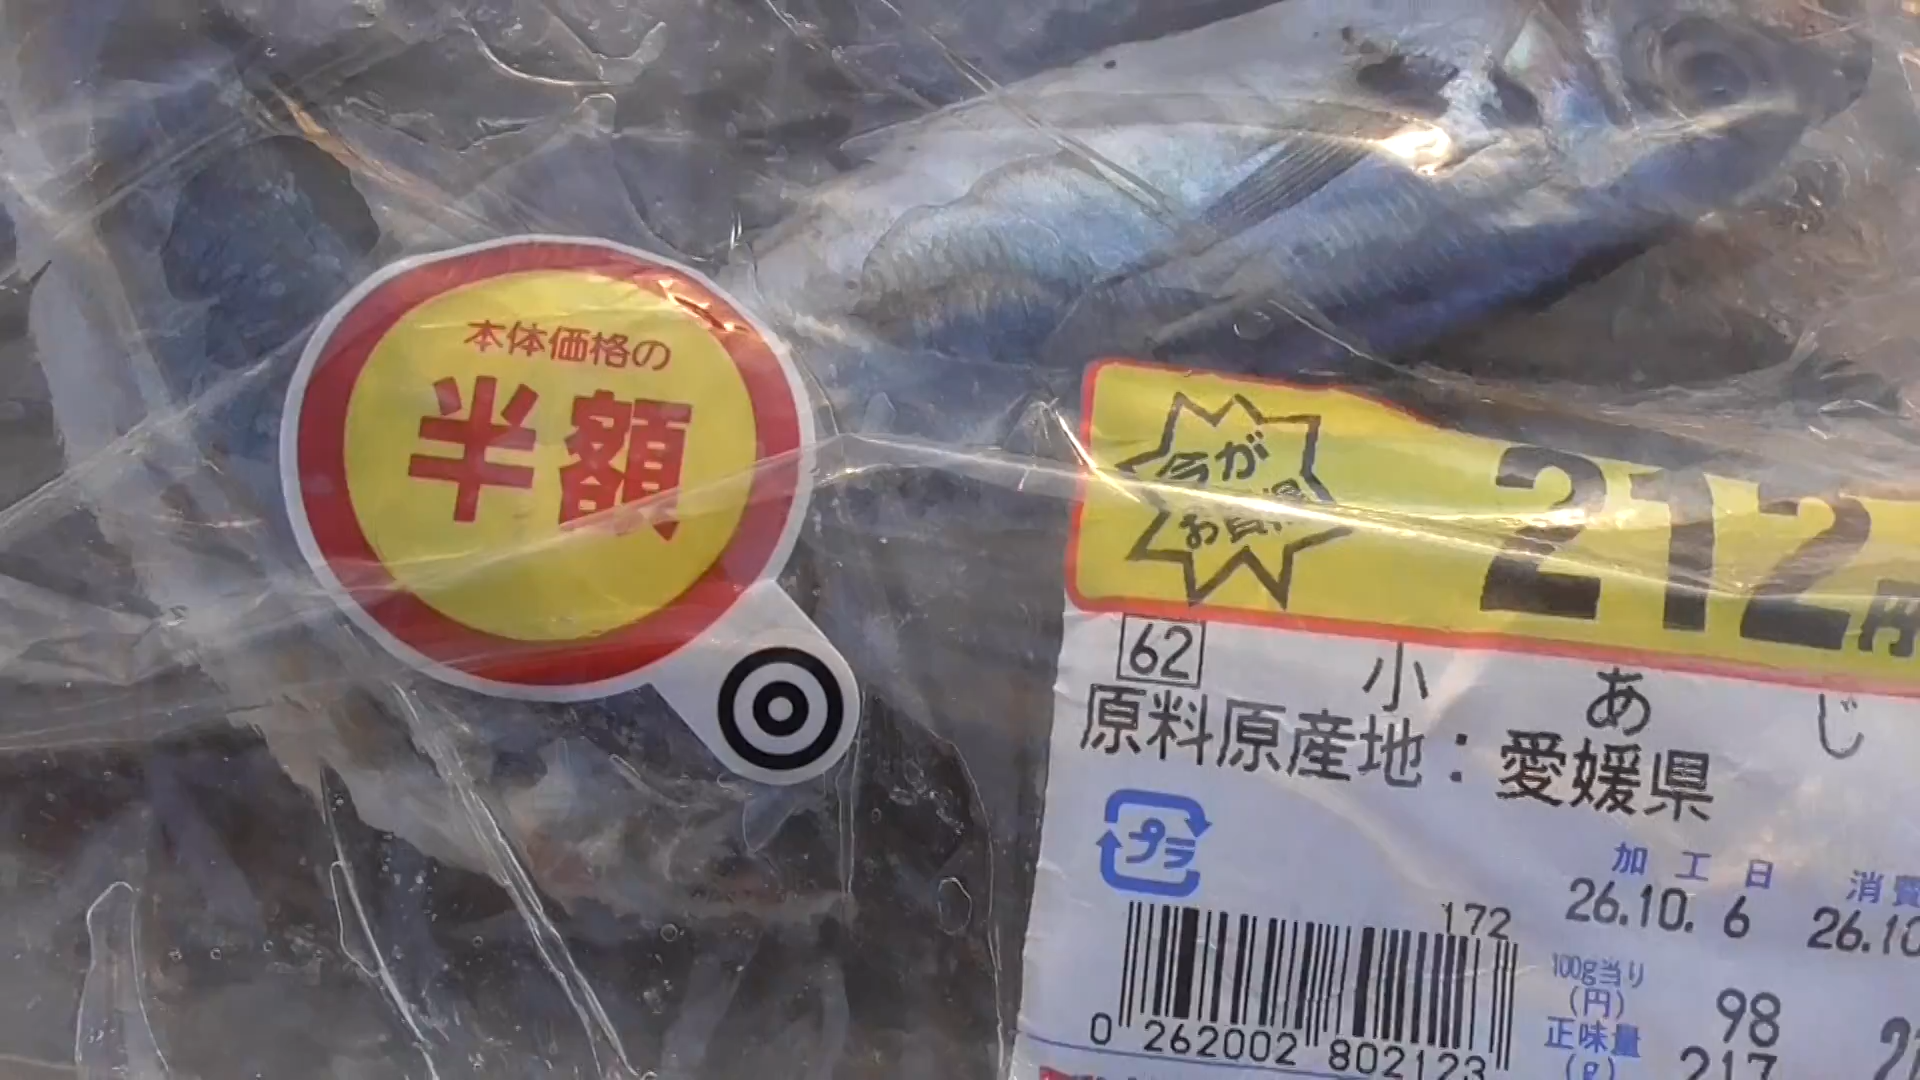 本体価格の
半額
今が
お買得
212円
62 小あじ
原料原産地：愛媛県
プラ
加工日 消費
26.10. 6 26.10
172
100g当り
(円) 98
正味量
(g) 217
0 262002 802123